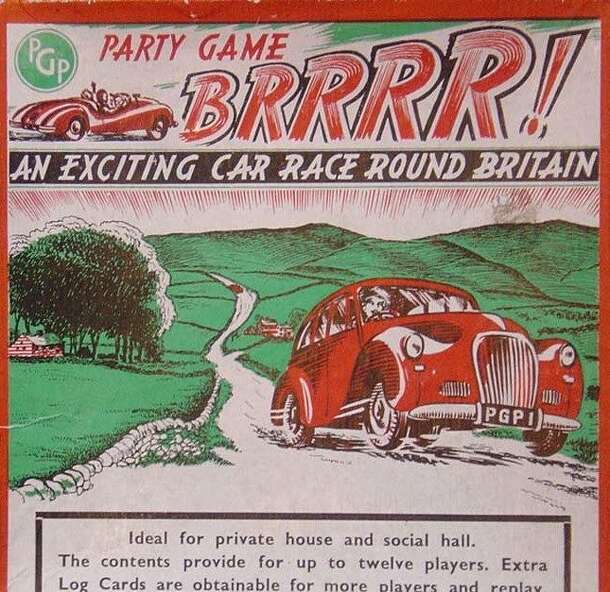 PGP
PARTY GAME
BRRRR!
AN EXCITING CAR RACE ROUND BRITAIN
PGP1
Ideal for private house and social hall.
The contents provide for up to twelve players. Extra
Log Cards are obtainable for more players and replay